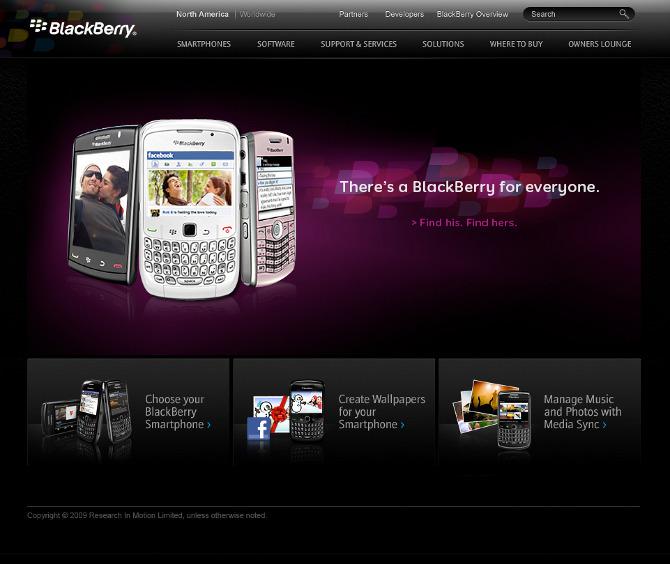 North America | Worldwide
Partners
Developers
BlackBerry Overview
Search
BlackBerry®
SMARTPHONES
SOFTWARE
SUPPORT & SERVICES
SOLUTIONS
WHERE TO BUY
OWNERS LOUNGE
BlackBerry
facebook
There's a BlackBerry for everyone.
> Find his. Find hers.
Choose your
BlackBerry
Smartphone ›
Create Wallpapers
for your
Smartphone ›
Manage Music
and Photos with
Media Sync ›
Copyright © 2009 Research In Motion Limited, unless otherwise noted.